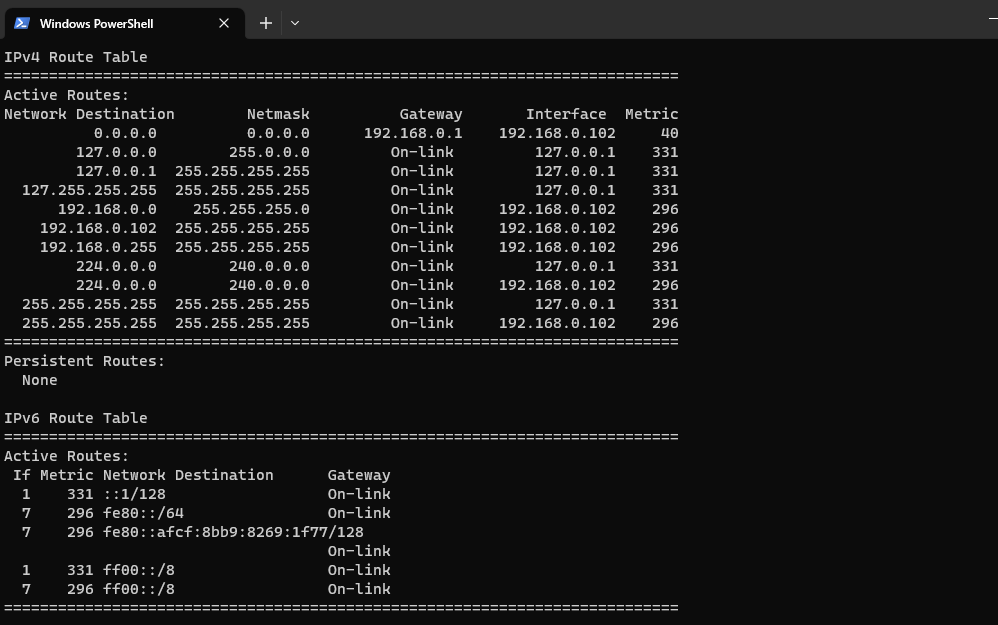 Windows PowerShell
IPv4 Route Table
===========================================================================
Active Routes:
Network Destination        Netmask          Gateway       Interface  Metric
          0.0.0.0          0.0.0.0      192.168.0.1    192.168.0.102     40
        127.0.0.0        255.0.0.0         On-link         127.0.0.1    331
        127.0.0.1  255.255.255.255         On-link         127.0.0.1    331
  127.255.255.255  255.255.255.255         On-link         127.0.0.1    331
      192.168.0.0    255.255.255.0         On-link     192.168.0.102    296
    192.168.0.102  255.255.255.255         On-link     192.168.0.102    296
    192.168.0.255  255.255.255.255         On-link     192.168.0.102    296
        224.0.0.0        240.0.0.0         On-link         127.0.0.1    331
        224.0.0.0        240.0.0.0         On-link     192.168.0.102    296
  255.255.255.255  255.255.255.255         On-link         127.0.0.1    331
  255.255.255.255  255.255.255.255         On-link     192.168.0.102    296
===========================================================================
Persistent Routes:
  None
IPv6 Route Table
===========================================================================
Active Routes:
 If Metric Network Destination      Gateway
  1    331 ::1/128                  On-link
  7    296 fe80::/64                On-link
  7    296 fe80::afcf:8bb9:8269:1f77/128
                                    On-link
  1    331 ff00::/8                 On-link
  7    296 ff00::/8                 On-link
===========================================================================